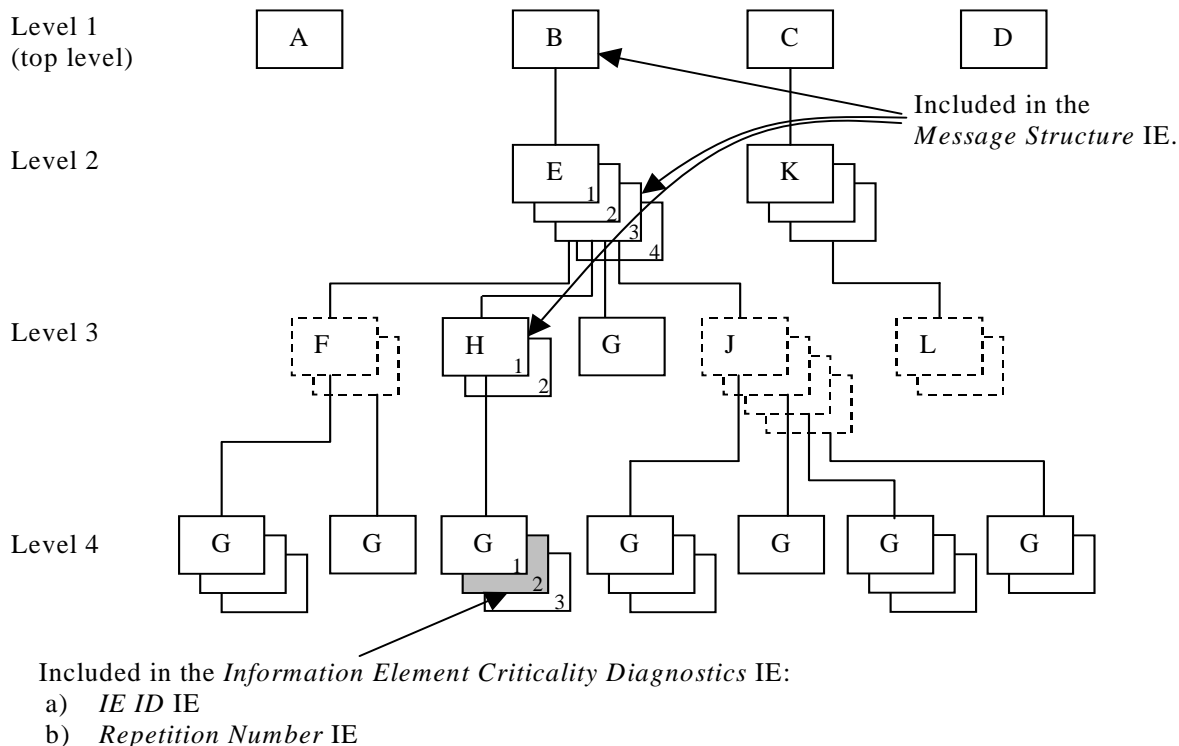 Level 1
(top level)
A
B
C
D
Included in the
Message Structure IE.
Level 2
E
1
2
3
4
K
Level 3
F
H
1
2
G
J
L
Level 4
G
G
G
1
2
3
G
G
G
G
Included in the Information Element Criticality Diagnostics IE:
a) IE ID IE
b) Repetition Number IE